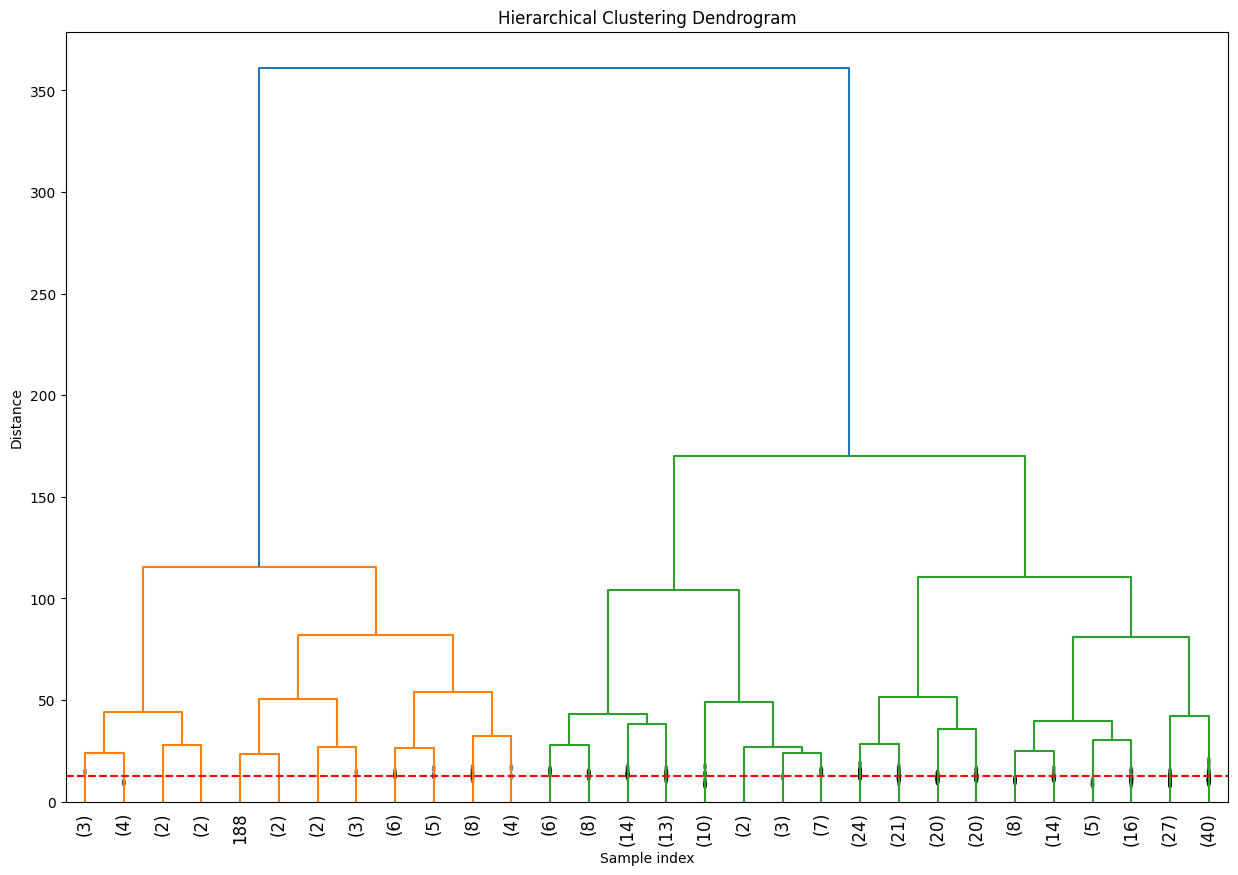 Hierarchical Clustering Dendrogram
350
300
250
200
150
100
50
0
Distance
(3) (4) (2) (2) 188 (2) (2) (3) (6) (5) (8) (4) (6) (8) (14) (13) (10) (2) (3) (7) (24) (21) (20) (20) (8) (14) (5) (16) (27) (40)
Sample index